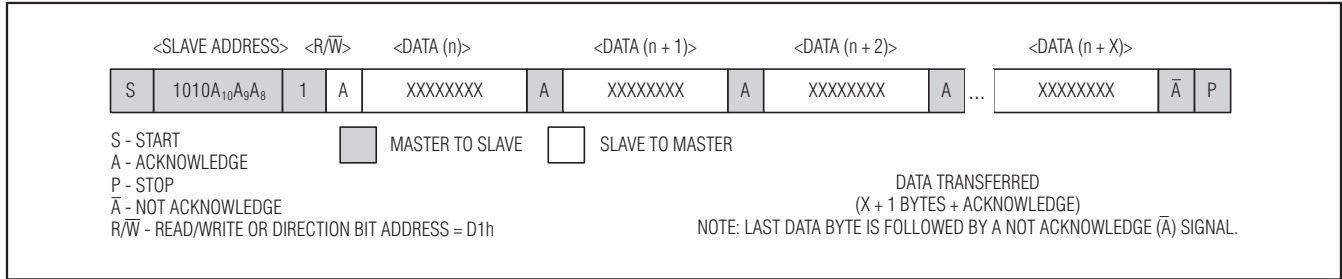 <SLAVE ADDRESS> <R/W̅> <DATA (n)> <DATA (n + 1)> <DATA (n + 2)> <DATA (n + X)>
S 1010A₁₀A₉A₈ 1 A XXXXXXXX A XXXXXXXX A XXXXXXXX A ... XXXXXXXX A̅ P
S - START
MASTER TO SLAVE SLAVE TO MASTER
A - ACKNOWLEDGE
P - STOP
DATA TRANSFERRED
A̅ - NOT ACKNOWLEDGE
(X + 1 BYTES + ACKNOWLEDGE)
R/W̅ - READ/WRITE OR DIRECTION BIT ADDRESS = D1h
NOTE: LAST DATA BYTE IS FOLLOWED BY A NOT ACKNOWLEDGE (A̅) SIGNAL.